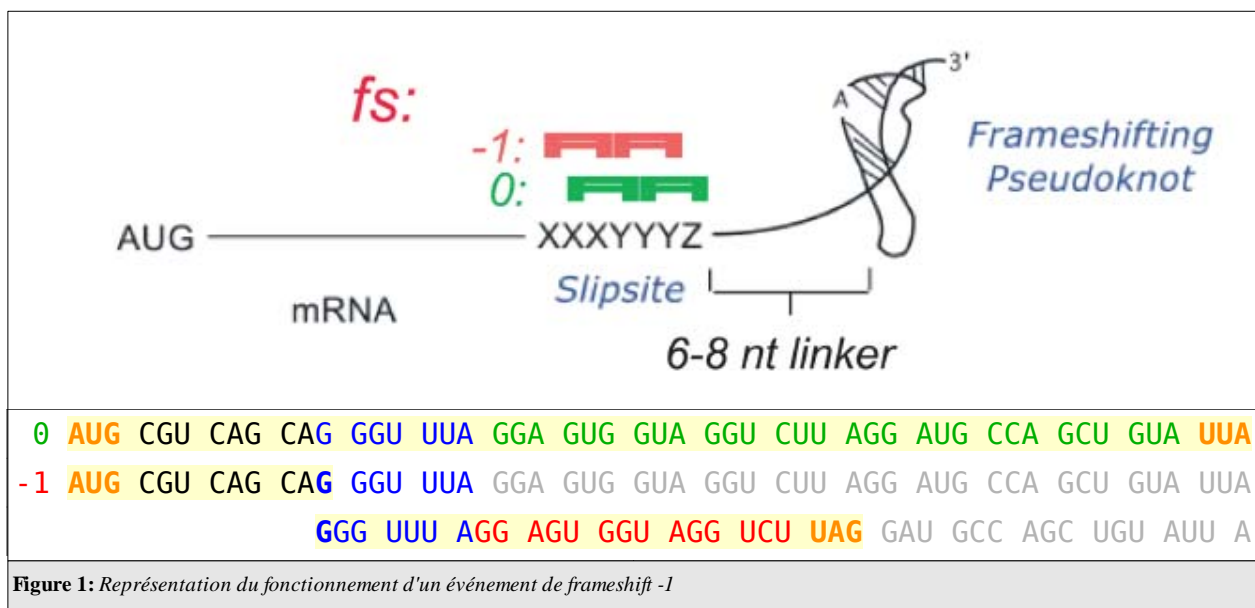 fs:
-1:
0:
AUG
XXXYYYZ
mRNA
Slipsite
6-8 nt linker
A
3'
Frameshifting
Pseudoknot
0 AUG CGU CAG CAG GGU UUA GGA GUG GUA GGU CUU AGG AUG CCA GCU GUA UUA
-1 AUG CGU CAG CAG GGU UUA GGA GUG GUA GGU CUU AGG AUG CCA GCU GUA UUA
GGG UUU AGG AGU GGU AGG UCU UAG GAU GCC AGC UGU AUU A
Figure 1: Représentation du fonctionnement d'un événement de frameshift -1